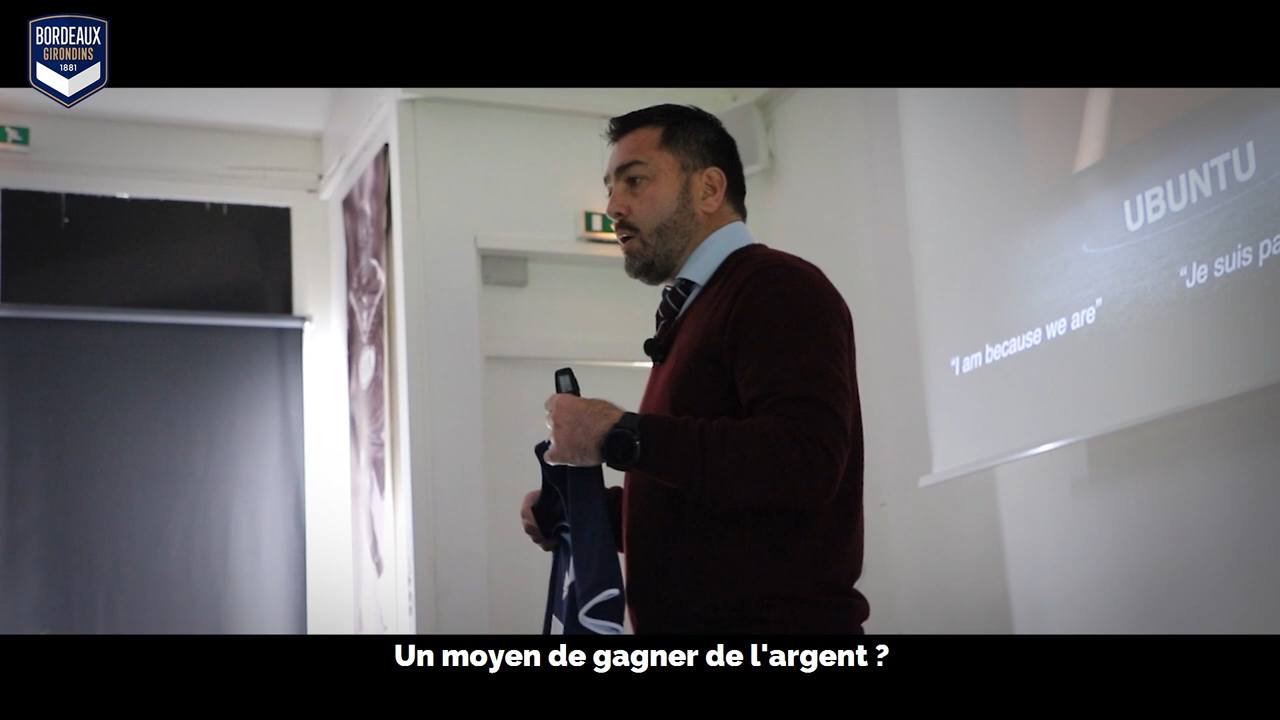 BORDEAUX
GIRONDINS
1881
UBUNTU
“Je suis pa
“I am because we are”
Un moyen de gagner de l'argent ?